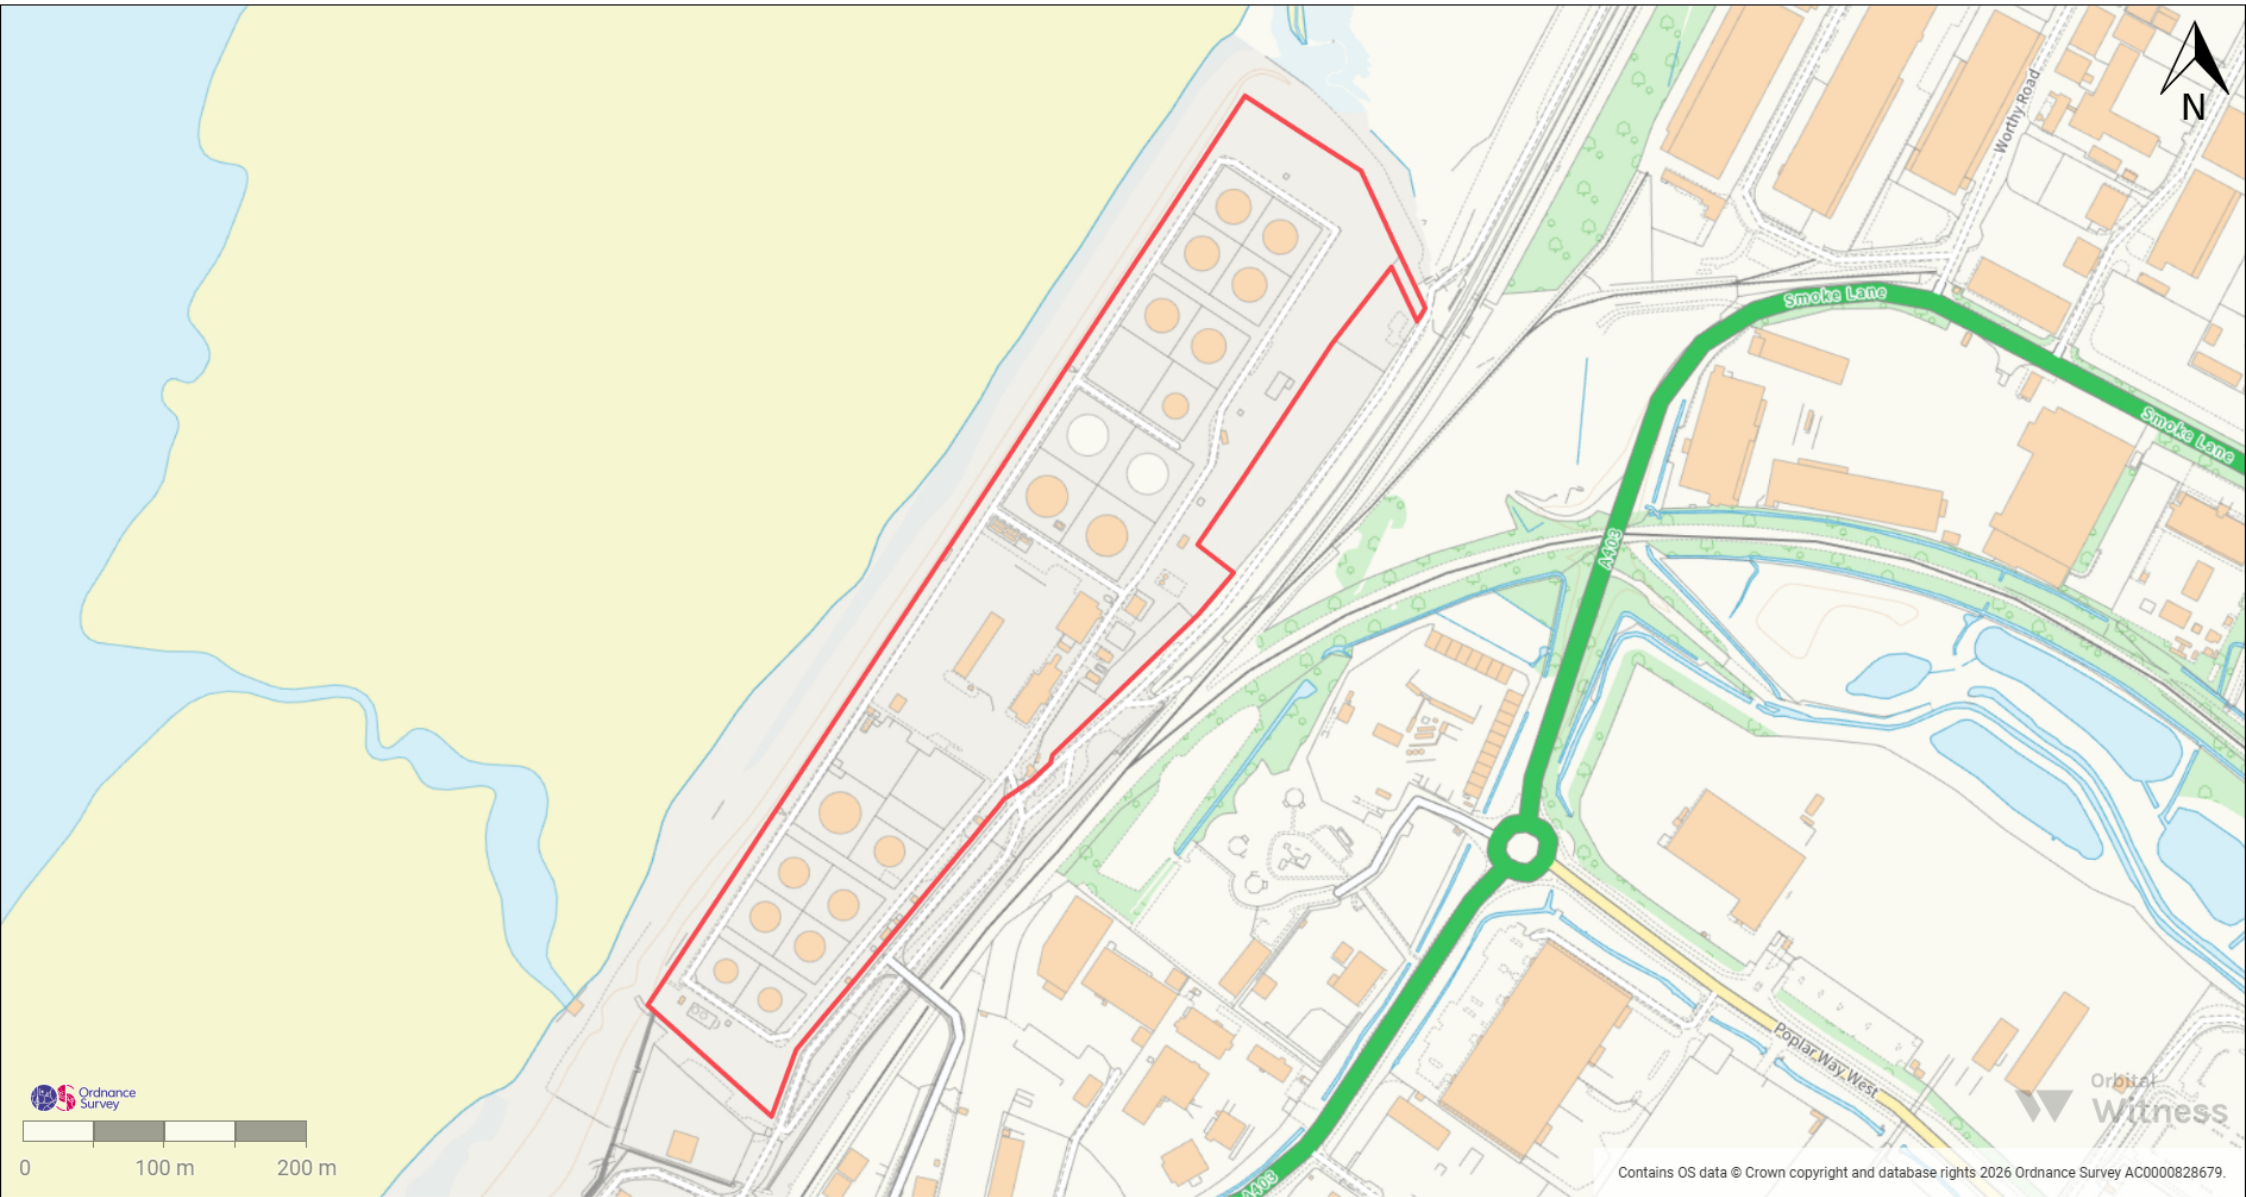 N
Worthy Road
Smoke Lane
Smoke Lane
A403
Poplar Way West
A403
Ordnance
Survey
0 100 m 200 m
Orbital
Witness
Contains OS data © Crown copyright and database rights 2026 Ordnance Survey AC0000828679.